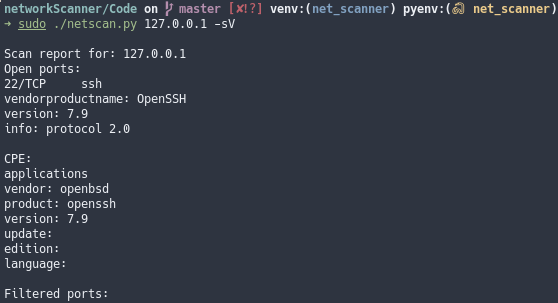 networkScanner/Code on master [✘!?] venv:(net_scanner) pyenv:(🐍 net_scanner)
➜ sudo ./netscan.py 127.0.0.1 -sV
Scan report for: 127.0.0.1
Open ports:
22/TCP     ssh
vendorproductname: OpenSSH
version: 7.9
info: protocol 2.0
CPE:
applications
vendor: openbsd
product: openssh
version: 7.9
update:
edition:
language:
Filtered ports: